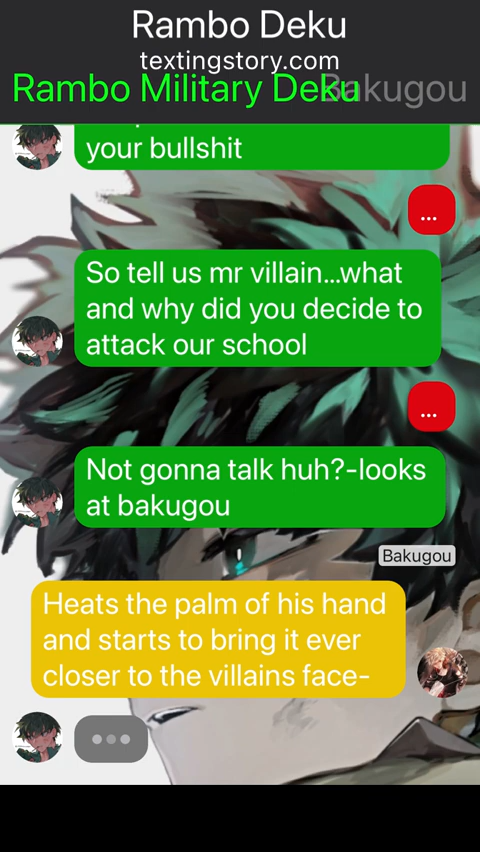 Rambo Deku
textingstory.com
Rambo Military Deku
Bakugou
your bullshit
...
So tell us mr villain...what
and why did you decide to
attack our school
...
Not gonna talk huh?-looks
at bakugou
Bakugou
Heats the palm of his hand
and starts to bring it ever
closer to the villains face-